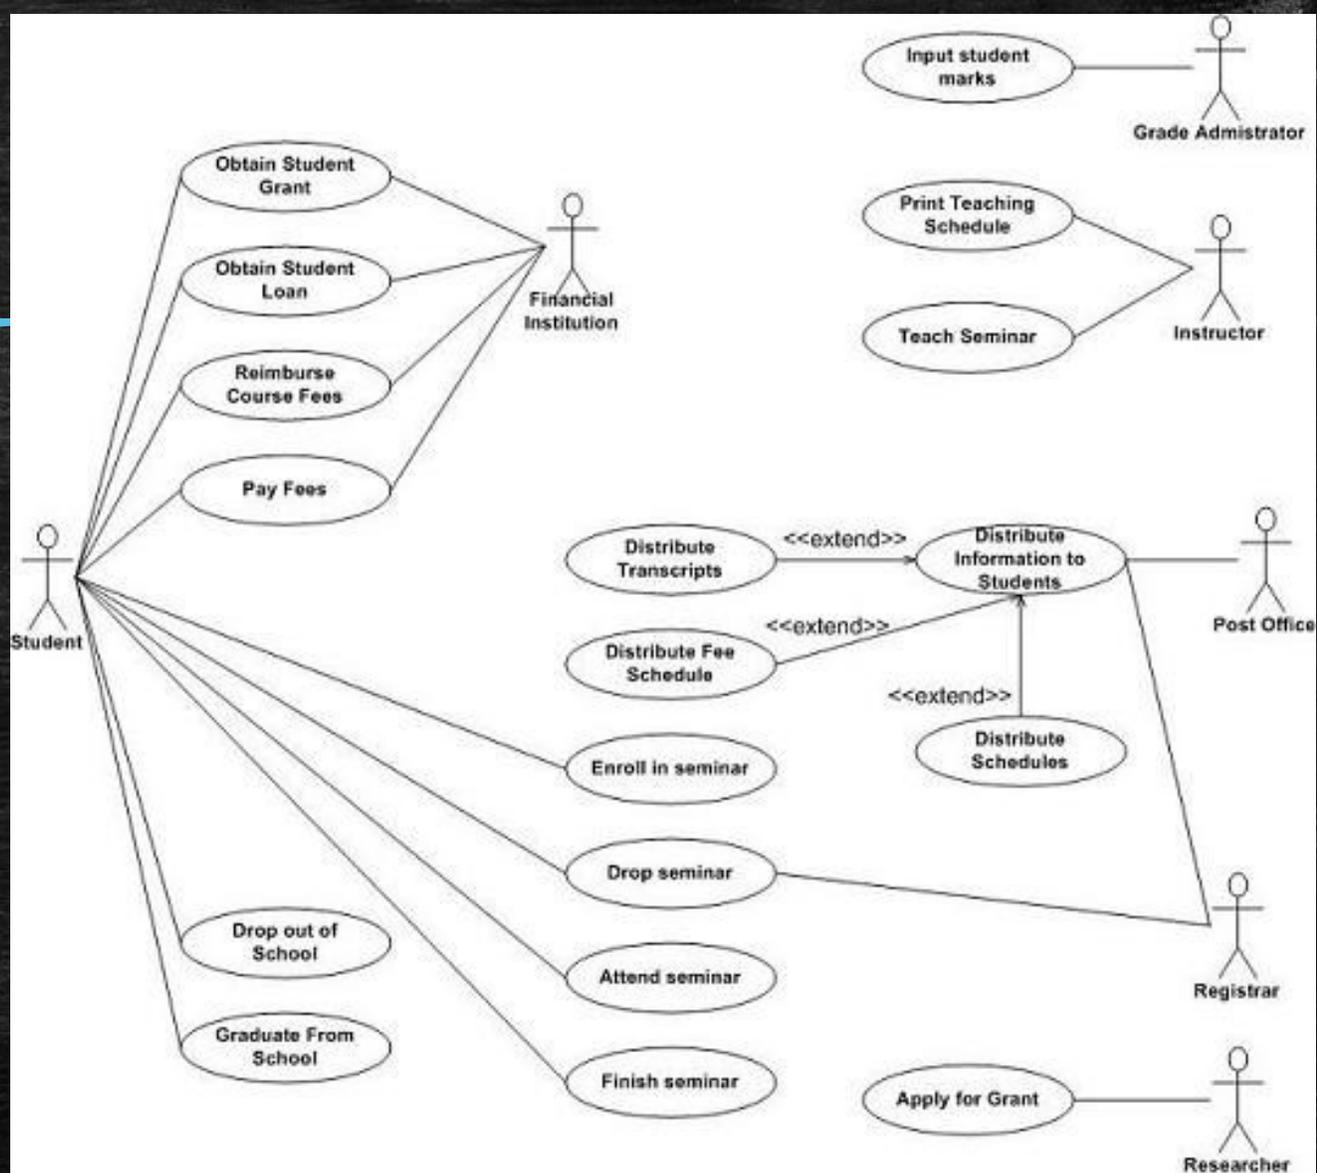 Input student
marks
Grade Admistrator
Obtain Student
Grant
Print Teaching
Schedule
Obtain Student
Loan
Financial
Institution
Teach Seminar
Instructor
Reimburse
Course Fees
Pay Fees
Distribute
Transcripts
<<extend>>
Distribute
Information to
Students
Post Office
Student
<<extend>>
Distribute Fee
Schedule
<<extend>>
Distribute
Schedules
Enroll in seminar
Drop seminar
Drop out of
School
Attend seminar
Registrar
Graduate From
School
Finish seminar
Apply for Grant
Researcher